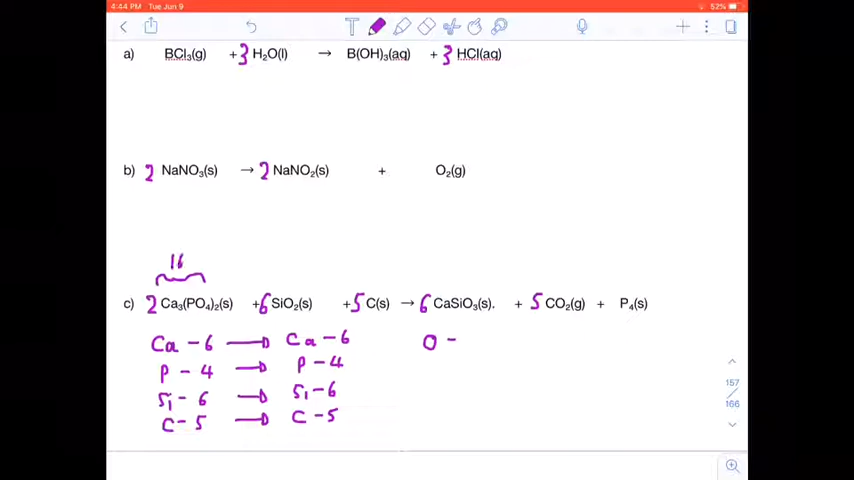 4:44 PM Tue Jun 9 52%
a) BCl₃(g) +3 H₂O(l) → B(OH)₃(aq) + 3 HCl(aq)
b) 2 NaNO₃(s) → 2 NaNO₂(s) + O₂(g)
16
c) 2 Ca₃(PO₄)₂(s) +6 SiO₂(s) +5 C(s) → 6 CaSiO₃(s). + 5 CO₂(g) + P₄(s)
Ca - 6 → Ca - 6 O -
P - 4 → P - 4
157
Si - 6 → Si - 6
166
C - 5 → C - 5